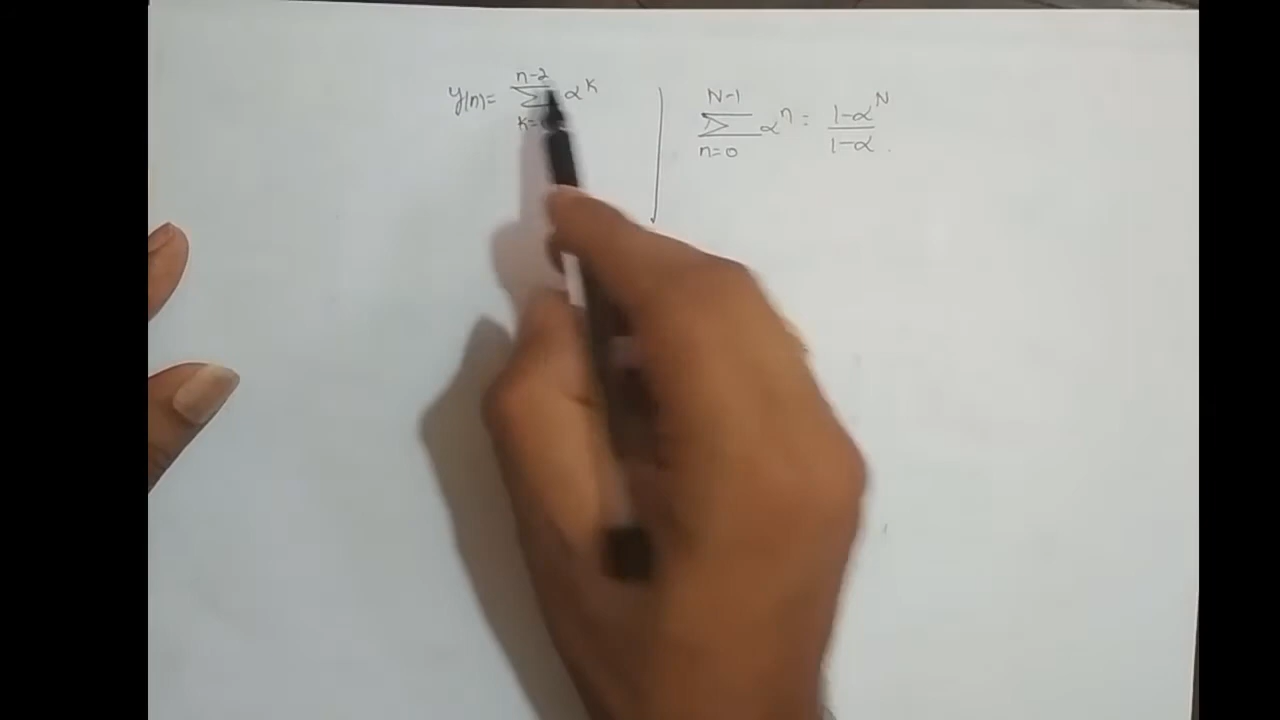 n-2
y(n)= Σ α^k
k=
N-1
Σ α^n = 1-α^N
n=0 1-α.